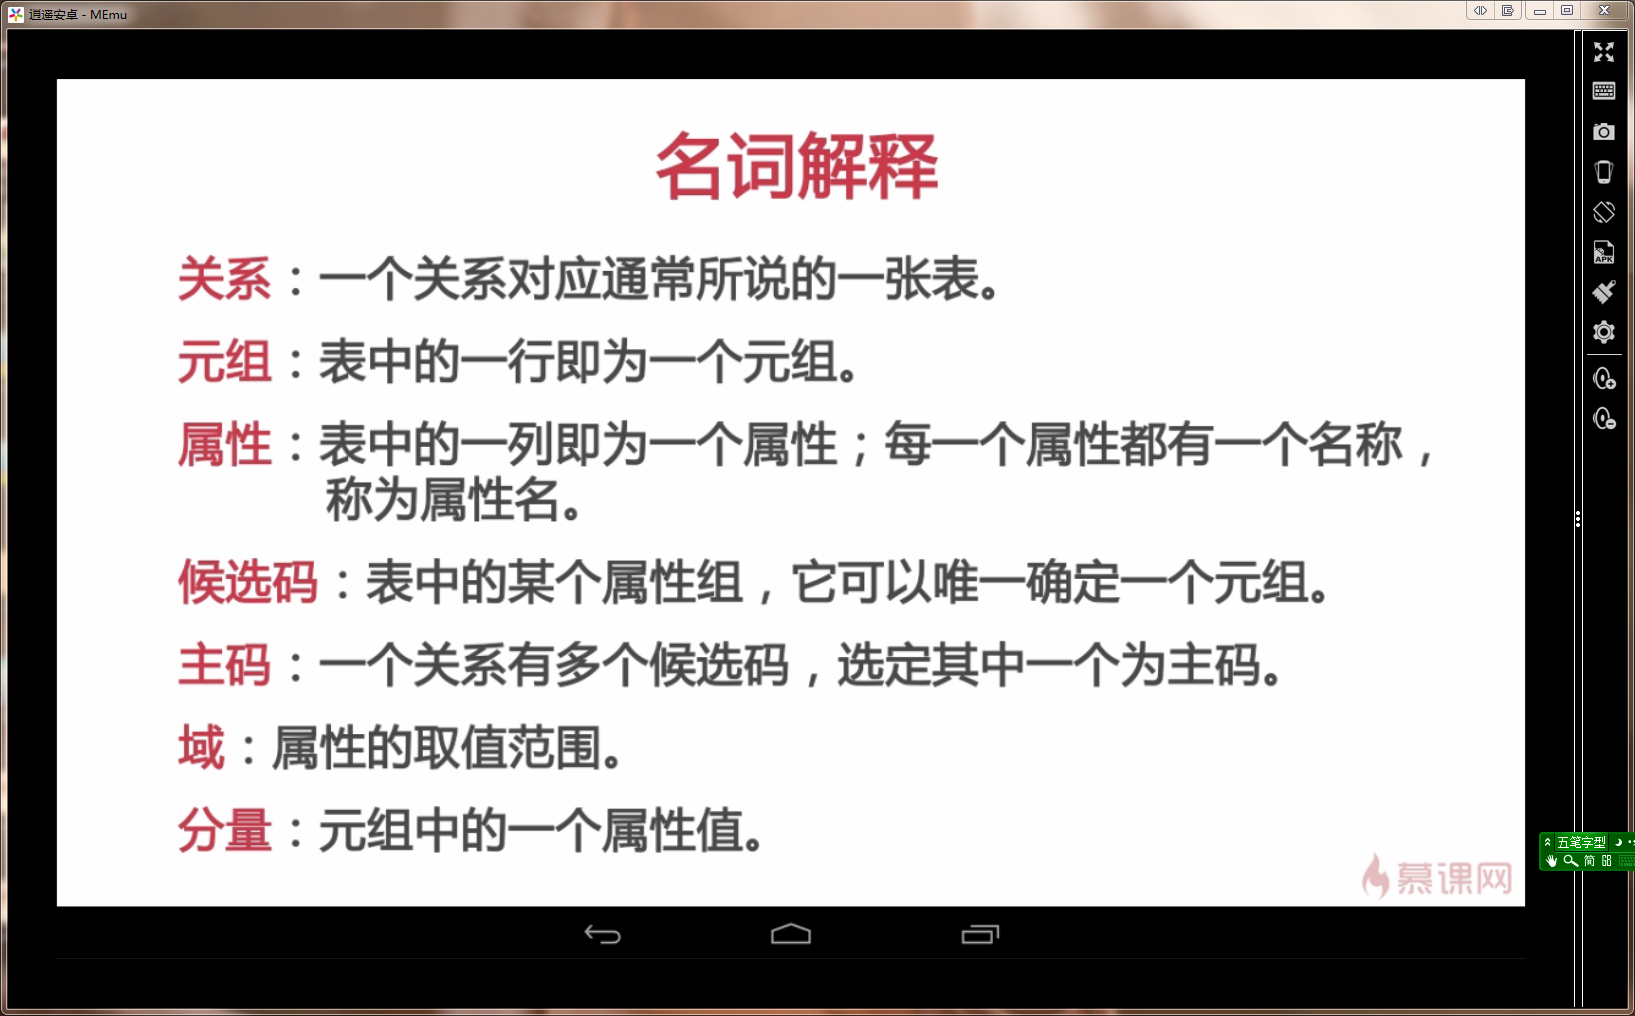 逍遥安卓 - MEmu
名词解释
关系：一个关系对应通常所说的一张表。
元组：表中的一行即为一个元组。
属性：表中的一列即为一个属性；每一个属性都有一个名称，
称为属性名。
候选码：表中的某个属性组，它可以唯一确定一个元组。
主码：一个关系有多个候选码，选定其中一个为主码。
域：属性的取值范围。
分量：元组中的一个属性值。
慕课网
APK
五笔字型
简